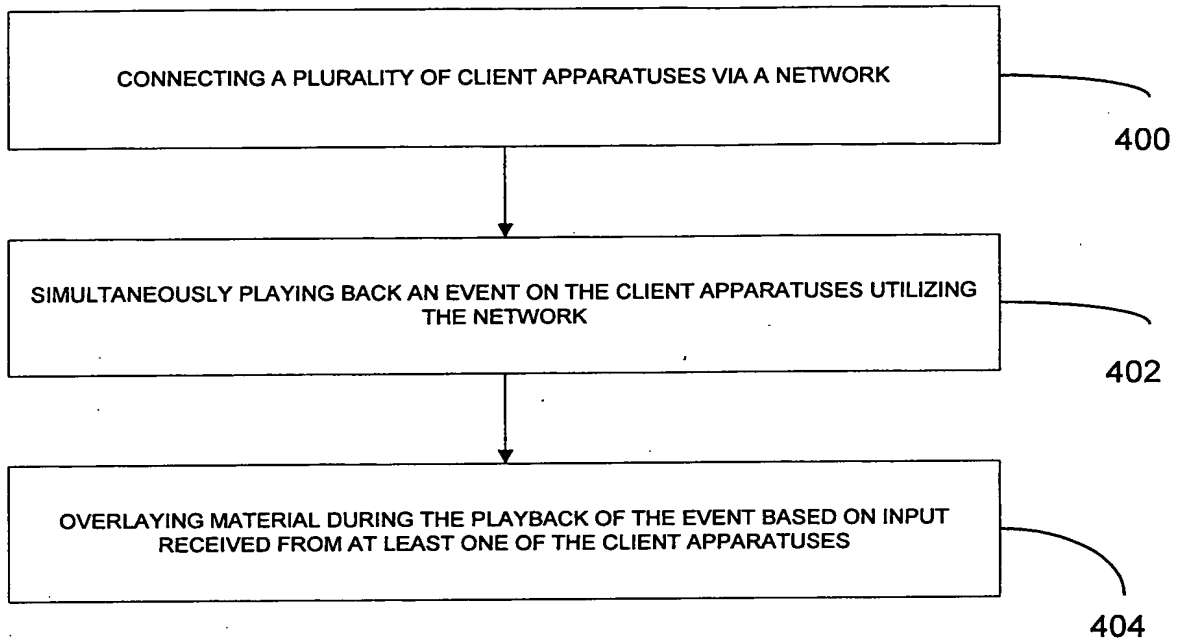 CONNECTING A PLURALITY OF CLIENT APPARATUSES VIA A NETWORK
400
SIMULTANEOUSLY PLAYING BACK AN EVENT ON THE CLIENT APPARATUSES UTILIZING
THE NETWORK
402
OVERLAYING MATERIAL DURING THE PLAYBACK OF THE EVENT BASED ON INPUT
RECEIVED FROM AT LEAST ONE OF THE CLIENT APPARATUSES
404